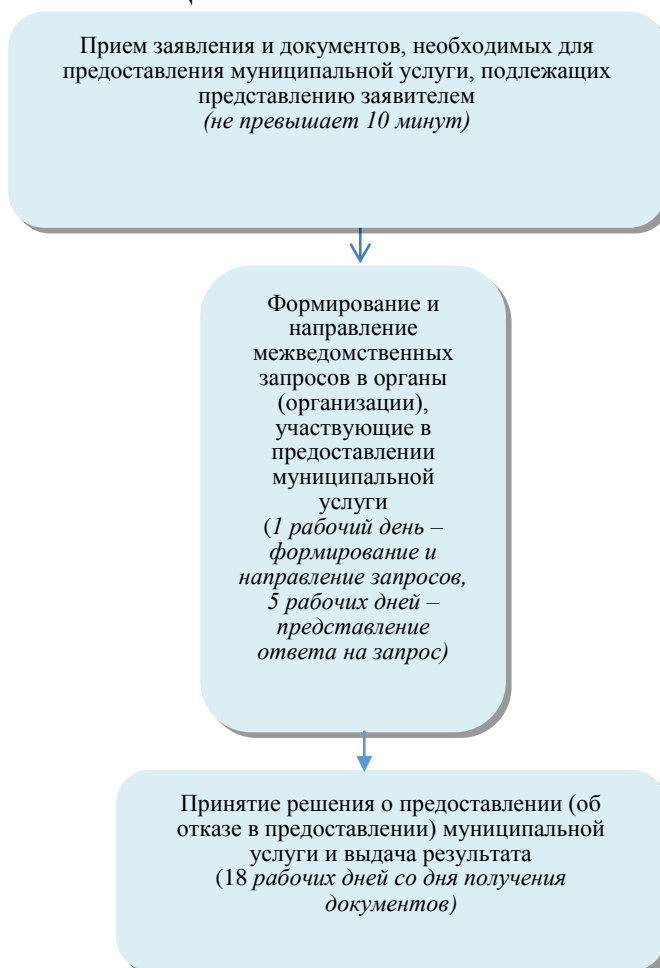 Прием заявления и документов, необходимых для
предоставления муниципальной услуги, подлежащих
представлению заявителем
(не превышает 10 минут)
Формирование и
направление
межведомственных
запросов в органы
(организации),
участвующие в
предоставлении
муниципальной
услуги
(1 рабочий день –
формирование и
направление запросов,
5 рабочих дней –
представление
ответа на запрос)
Принятие решения о предоставлении (об
отказе в предоставлении) муниципальной
услуги и выдача результата
(18 рабочих дней со дня получения
документов)